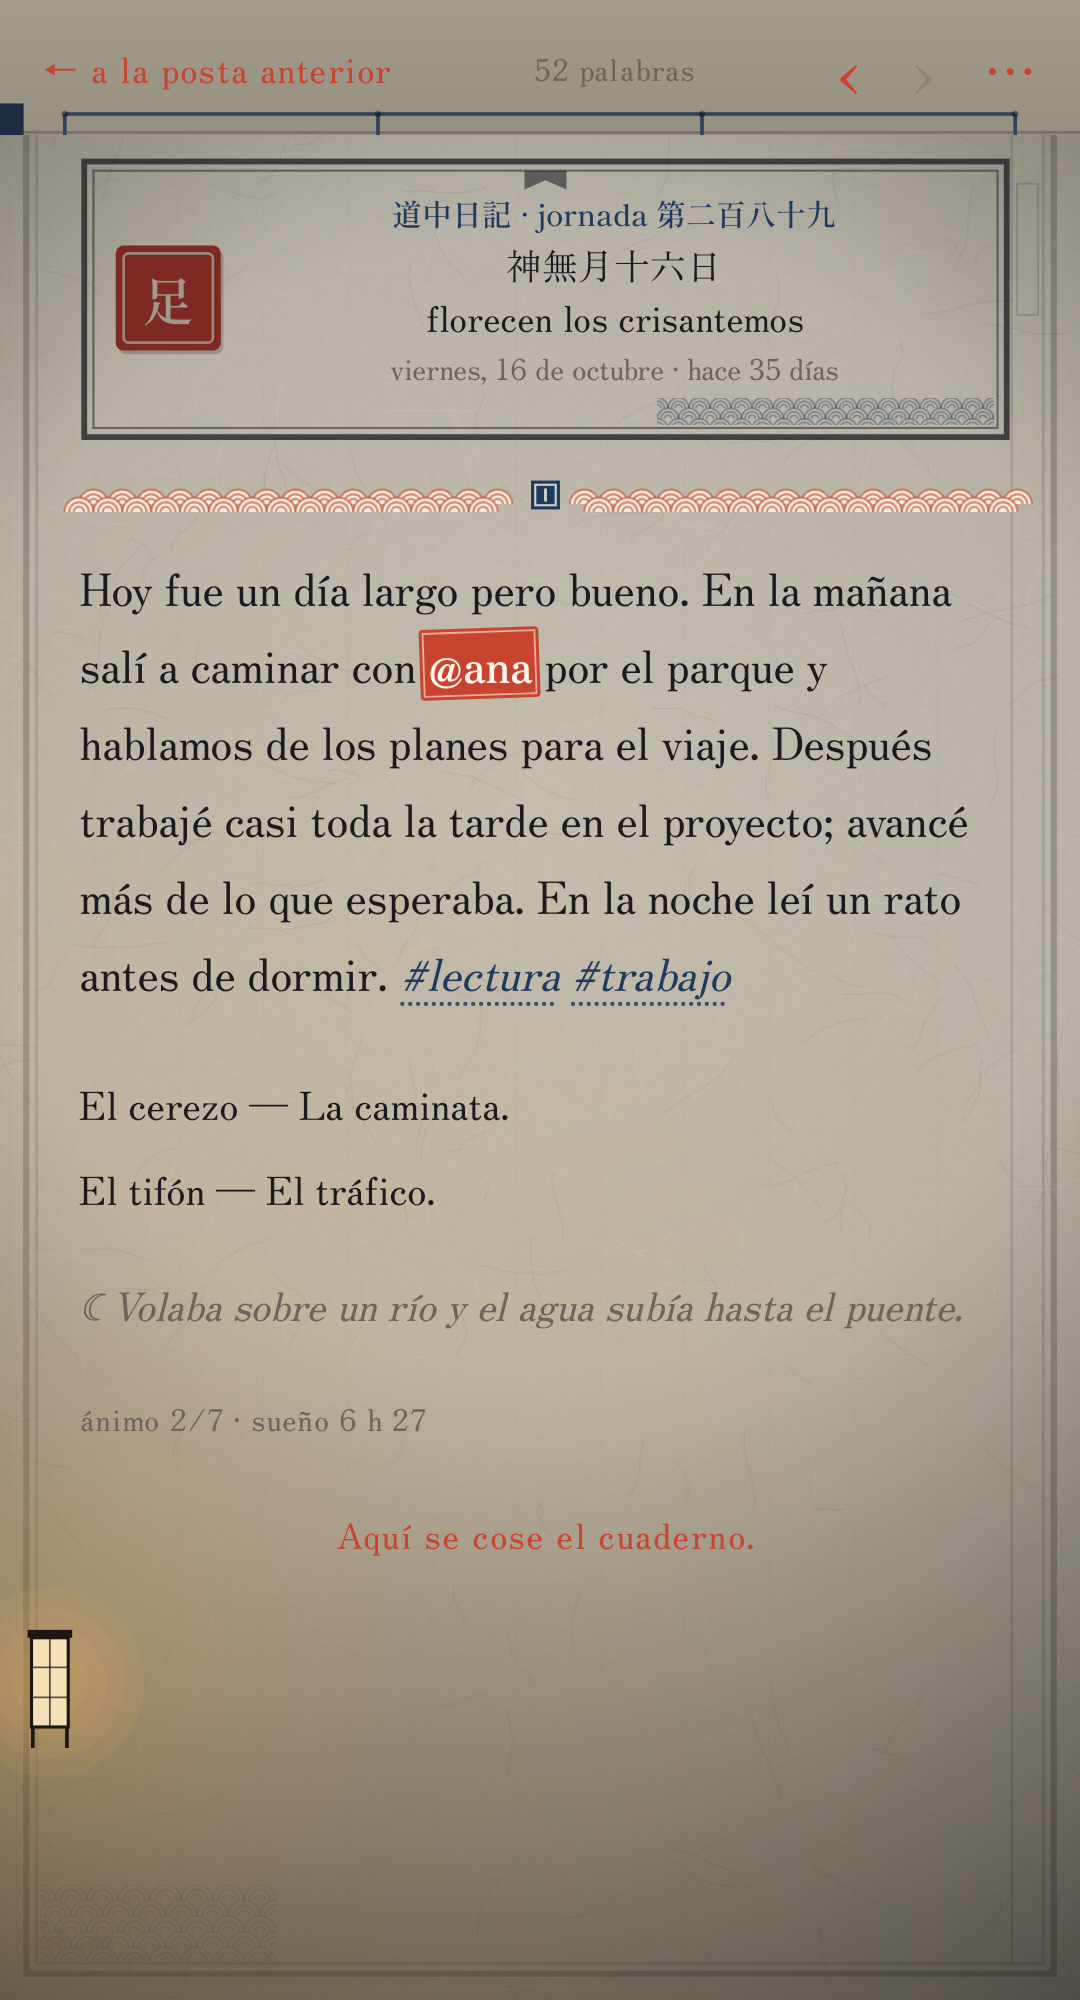 ← a la posta anterior
52 palabras
‹ › ...
道中日記 · jornada 第二百八十九
神無月十六日
足
florecen los crisantemos
viernes, 16 de octubre · hace 35 días
Hoy fue un día largo pero bueno. En la mañana
salí a caminar con @ana por el parque y
hablamos de los planes para el viaje. Después
trabajé casi toda la tarde en el proyecto; avancé
más de lo que esperaba. En la noche leí un rato
antes de dormir. #lectura #trabajo
El cerezo — La caminata.
El tifón — El tráfico.
☾ Volaba sobre un río y el agua subía hasta el puente.
ánimo 2/7 · sueño 6 h 27
Aquí se cose el cuaderno.